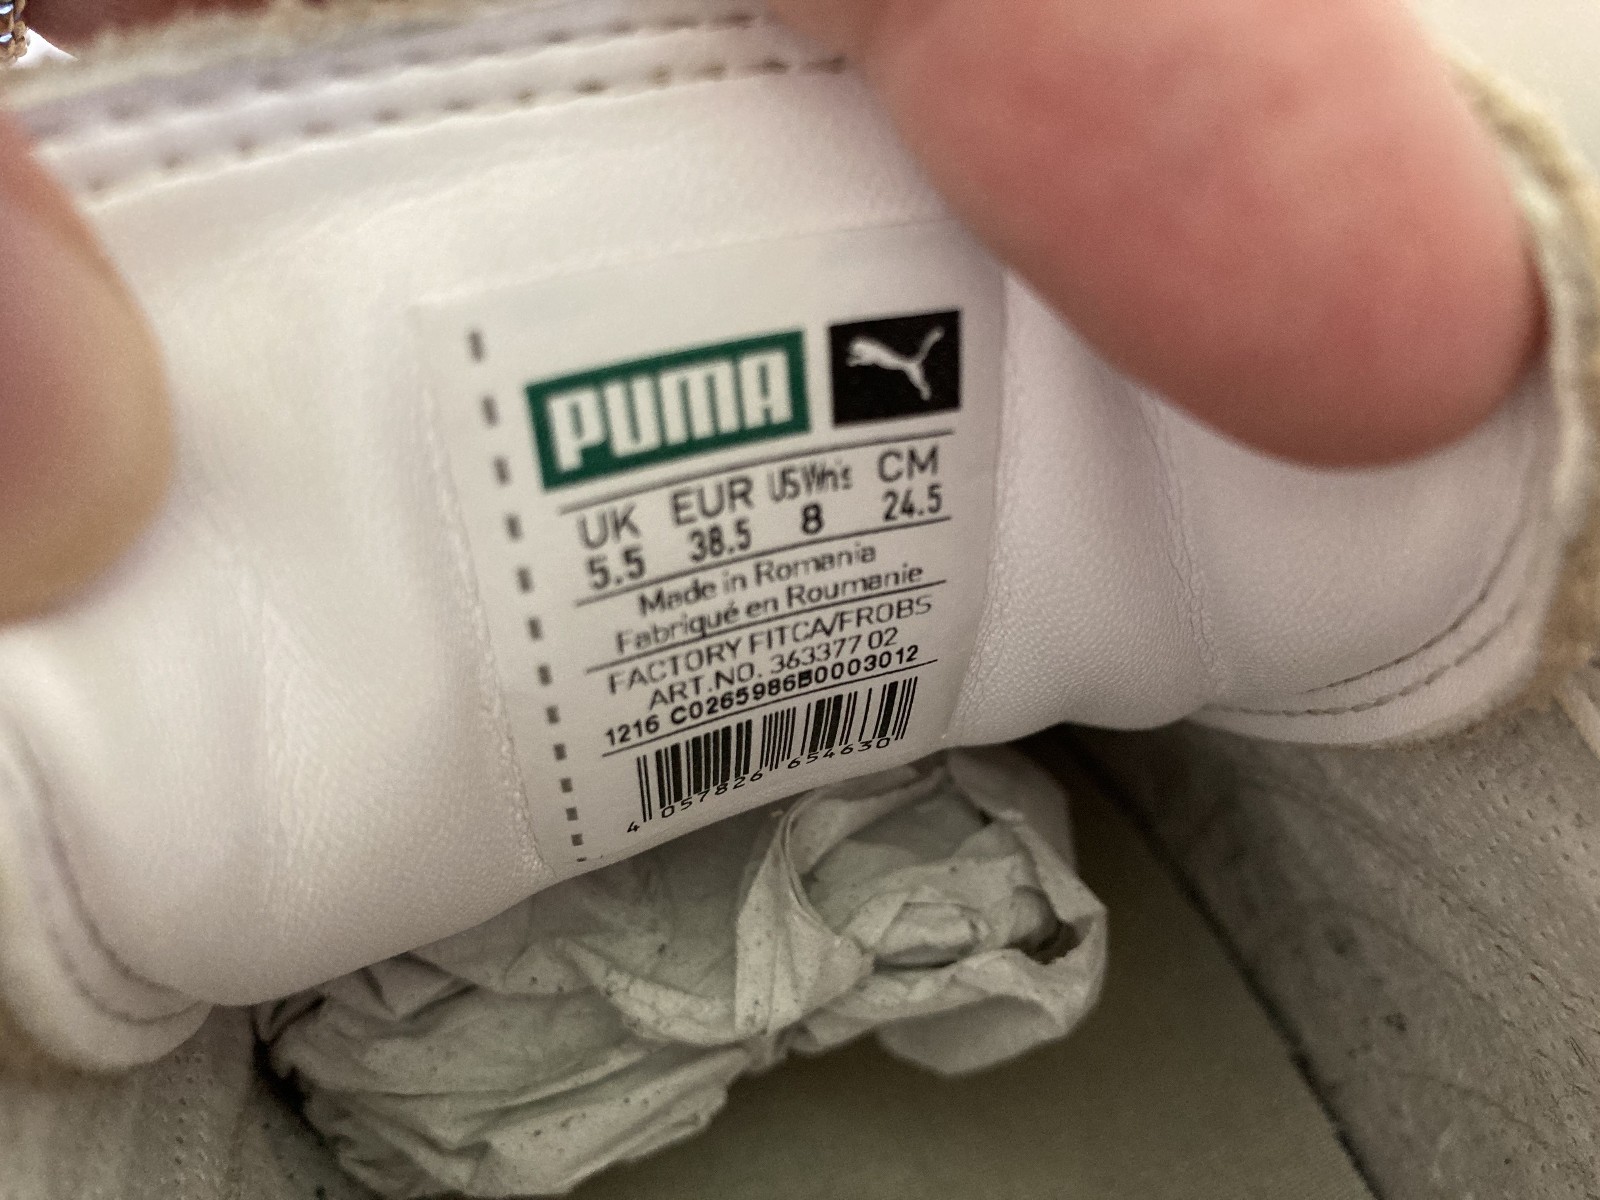 PUMA
UK EUR US Wn's CM
5.5 38.5 8 24.5
Made in Romania
Fabriqué en Roumanie
FACTORY FITCA/FROBS
ART.NO. 363377 02
1216 C0265986B0003012
4 057826 654630